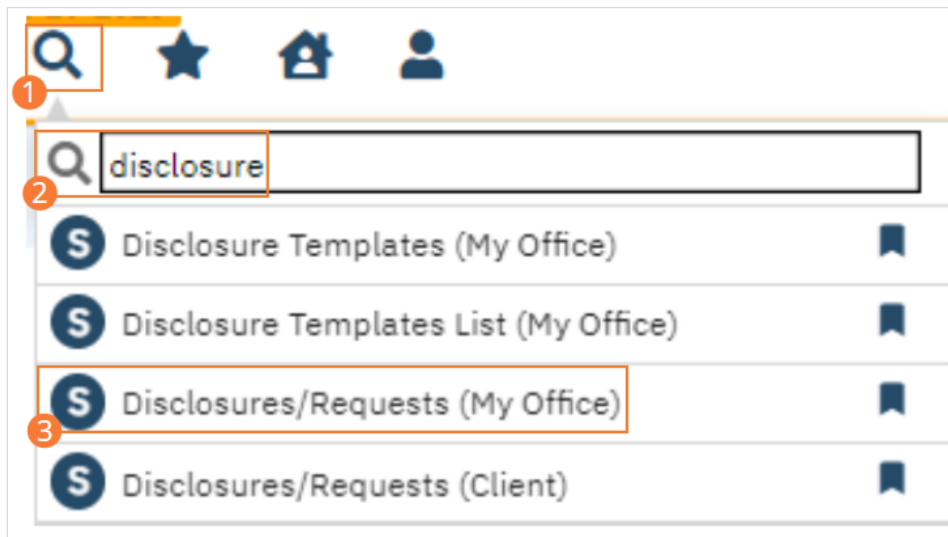 1
disclosure
2
S Disclosure Templates (My Office)
S Disclosure Templates List (My Office)
S Disclosures/Requests (My Office)
3
S Disclosures/Requests (Client)